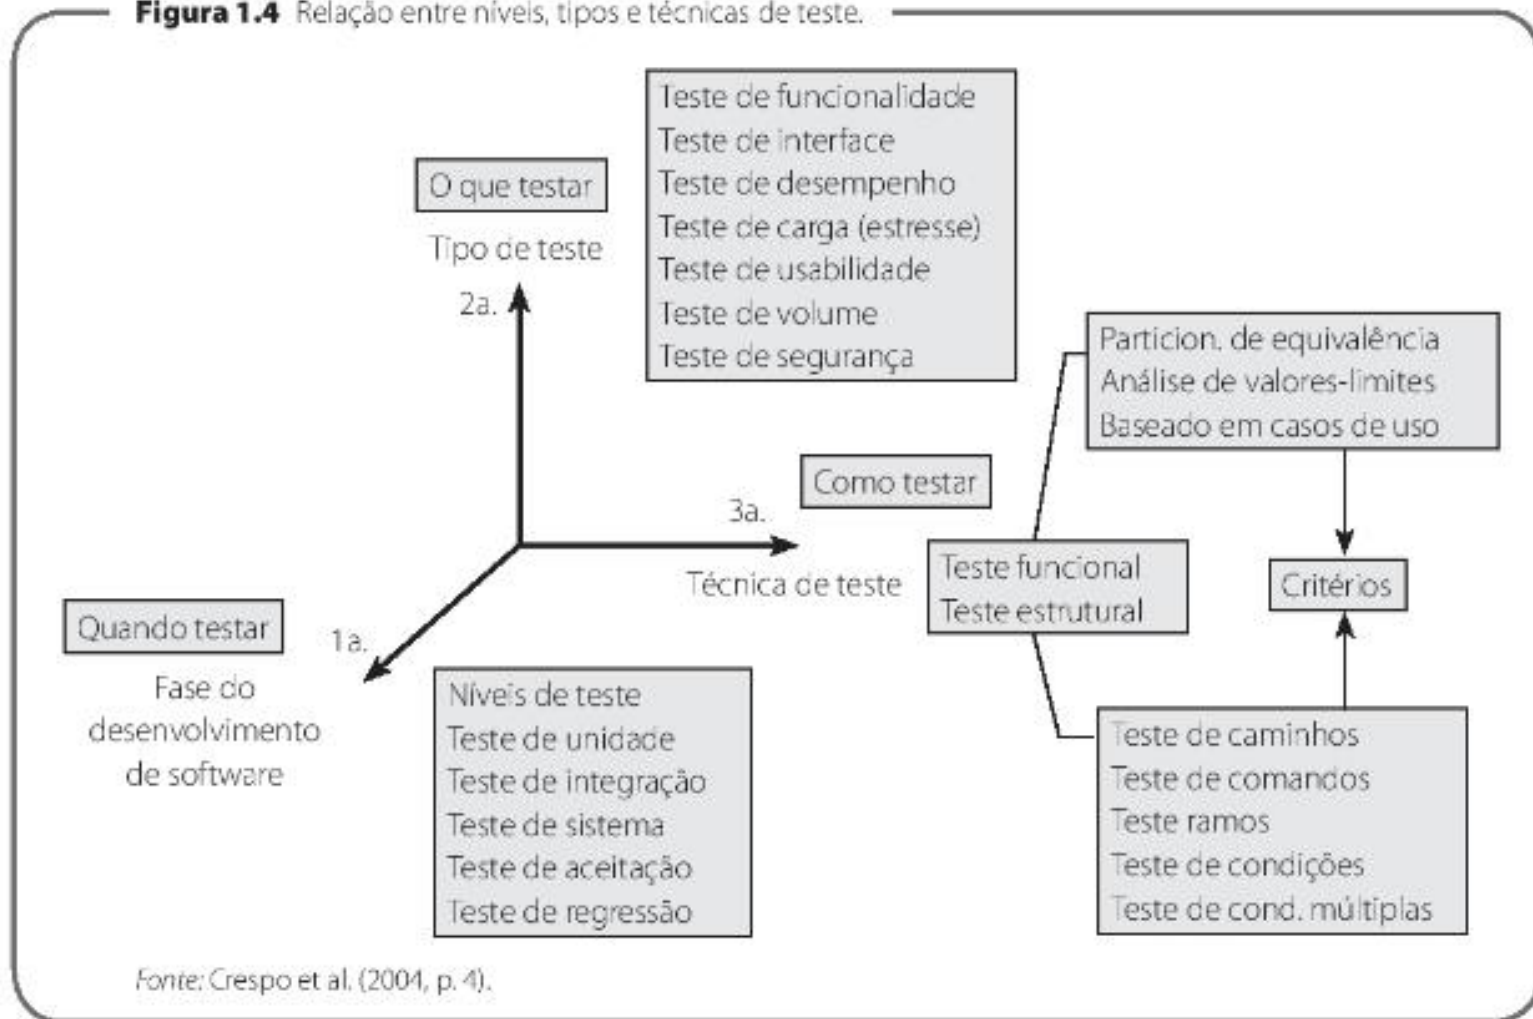 Figura 1.4 Relação entre níveis, tipos e técnicas de teste.
Teste de funcionalidade
Teste de interface
Teste de desempenho
Teste de carga (estresse)
Teste de usabilidade
Teste de volume
Teste de segurança
O que testar
Tipo de teste
2a.
Particion. de equivalência
Análise de valores-limites
Baseado em casos de uso
Como testar
3a.
Técnica de teste
Teste funcional
Teste estrutural
Critérios
Quando testar
1a.
Fase do
desenvolvimento
de software
Níveis de teste
Teste de unidade
Teste de integração
Teste de sistema
Teste de aceitação
Teste de regressão
Teste de caminhos
Teste de comandos
Teste ramos
Teste de condições
Teste de cond. múltiplas
Fonte: Crespo et al. (2004, p. 4).